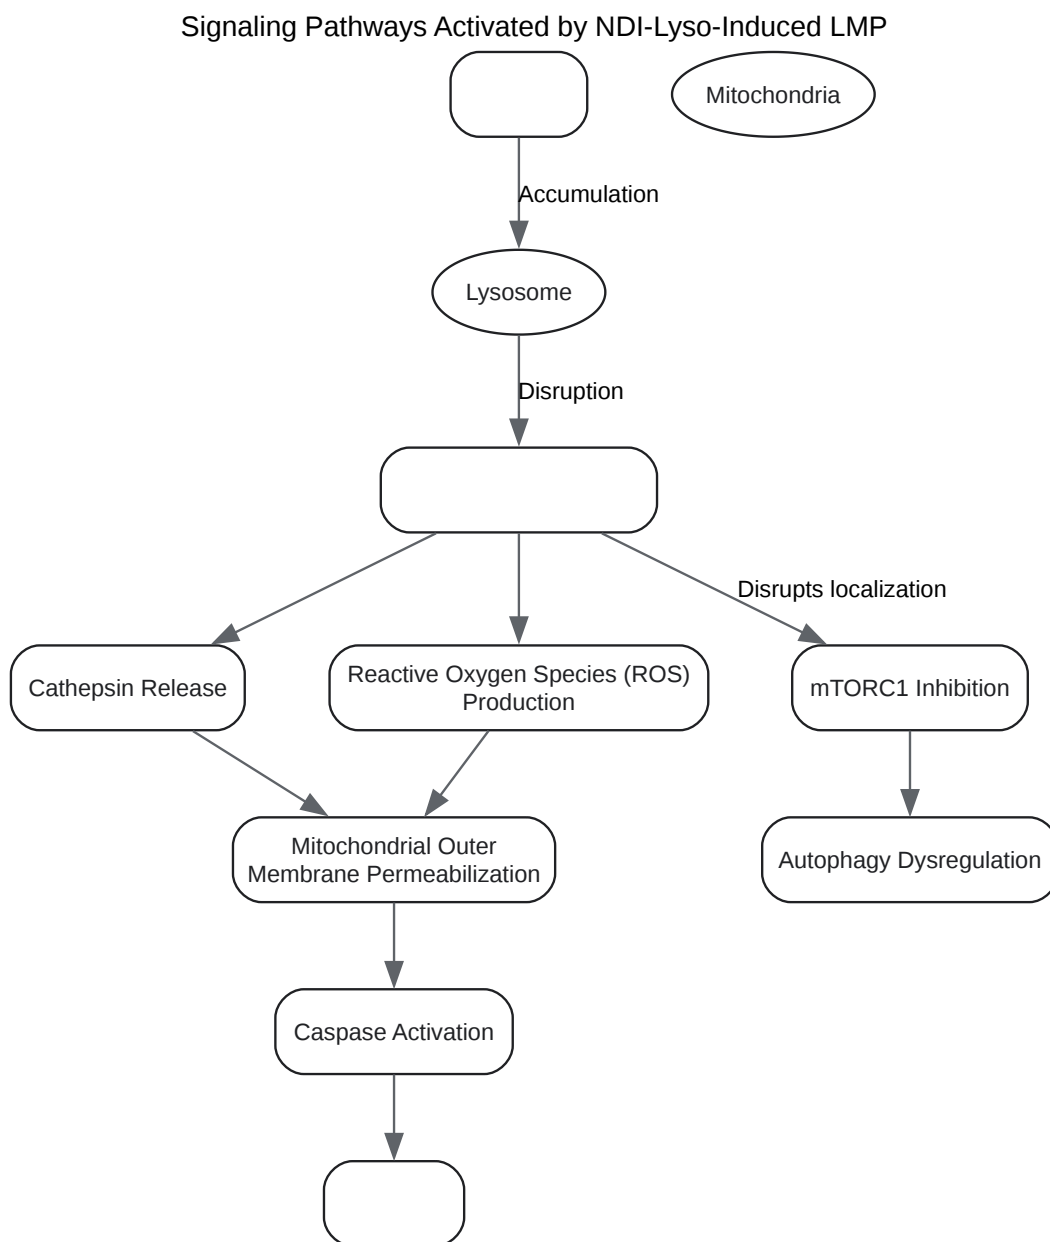 Signaling Pathways Activated by NDI-Lyso-Induced LMP
Mitochondria
Accumulation
Lysosome
Disruption
Disrupts localization
Cathepsin Release
Reactive Oxygen Species (ROS)
Production
mTORC1 Inhibition
Mitochondrial Outer
Membrane Permeabilization
Autophagy Dysregulation
Caspase Activation